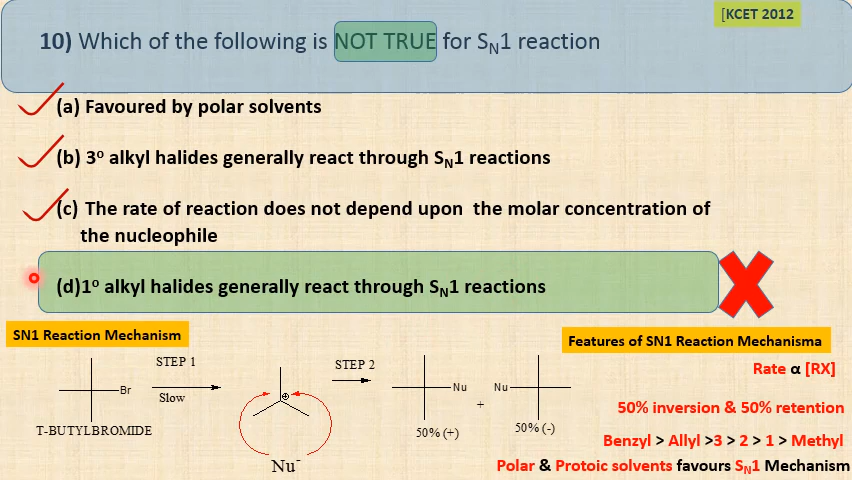 [KCET 2012
10) Which of the following is NOT TRUE for SN1 reaction
(a) Favoured by polar solvents
(b) 3º alkyl halides generally react through SN1 reactions
(c) The rate of reaction does not depend upon the molar concentration of
the nucleophile
(d)1º alkyl halides generally react through SN1 reactions
SN1 Reaction Mechanism
Features of SN1 Reaction Mechanisma
STEP 1
Slow
Br
T-BUTYLBROMIDE
⊕
Nu-
STEP 2
Nu
50% (+)
+
Nu
50% (-)
Rate α [RX]
50% inversion & 50% retention
Benzyl > Allyl >3 > 2 > 1 > Methyl
Polar & Protoic solvents favours SN1 Mechanism